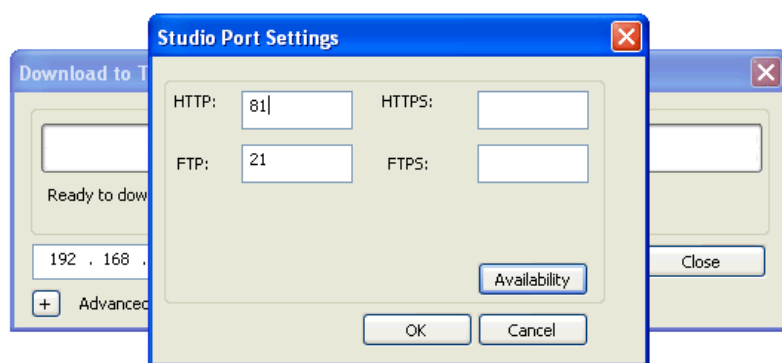 Studio Port Settings
Download to T
HTTP: 81 HTTPS:
FTP: 21 FTPS:
Ready to dow
192 . 168 .
Availability
Close
+ Advanced
OK Cancel